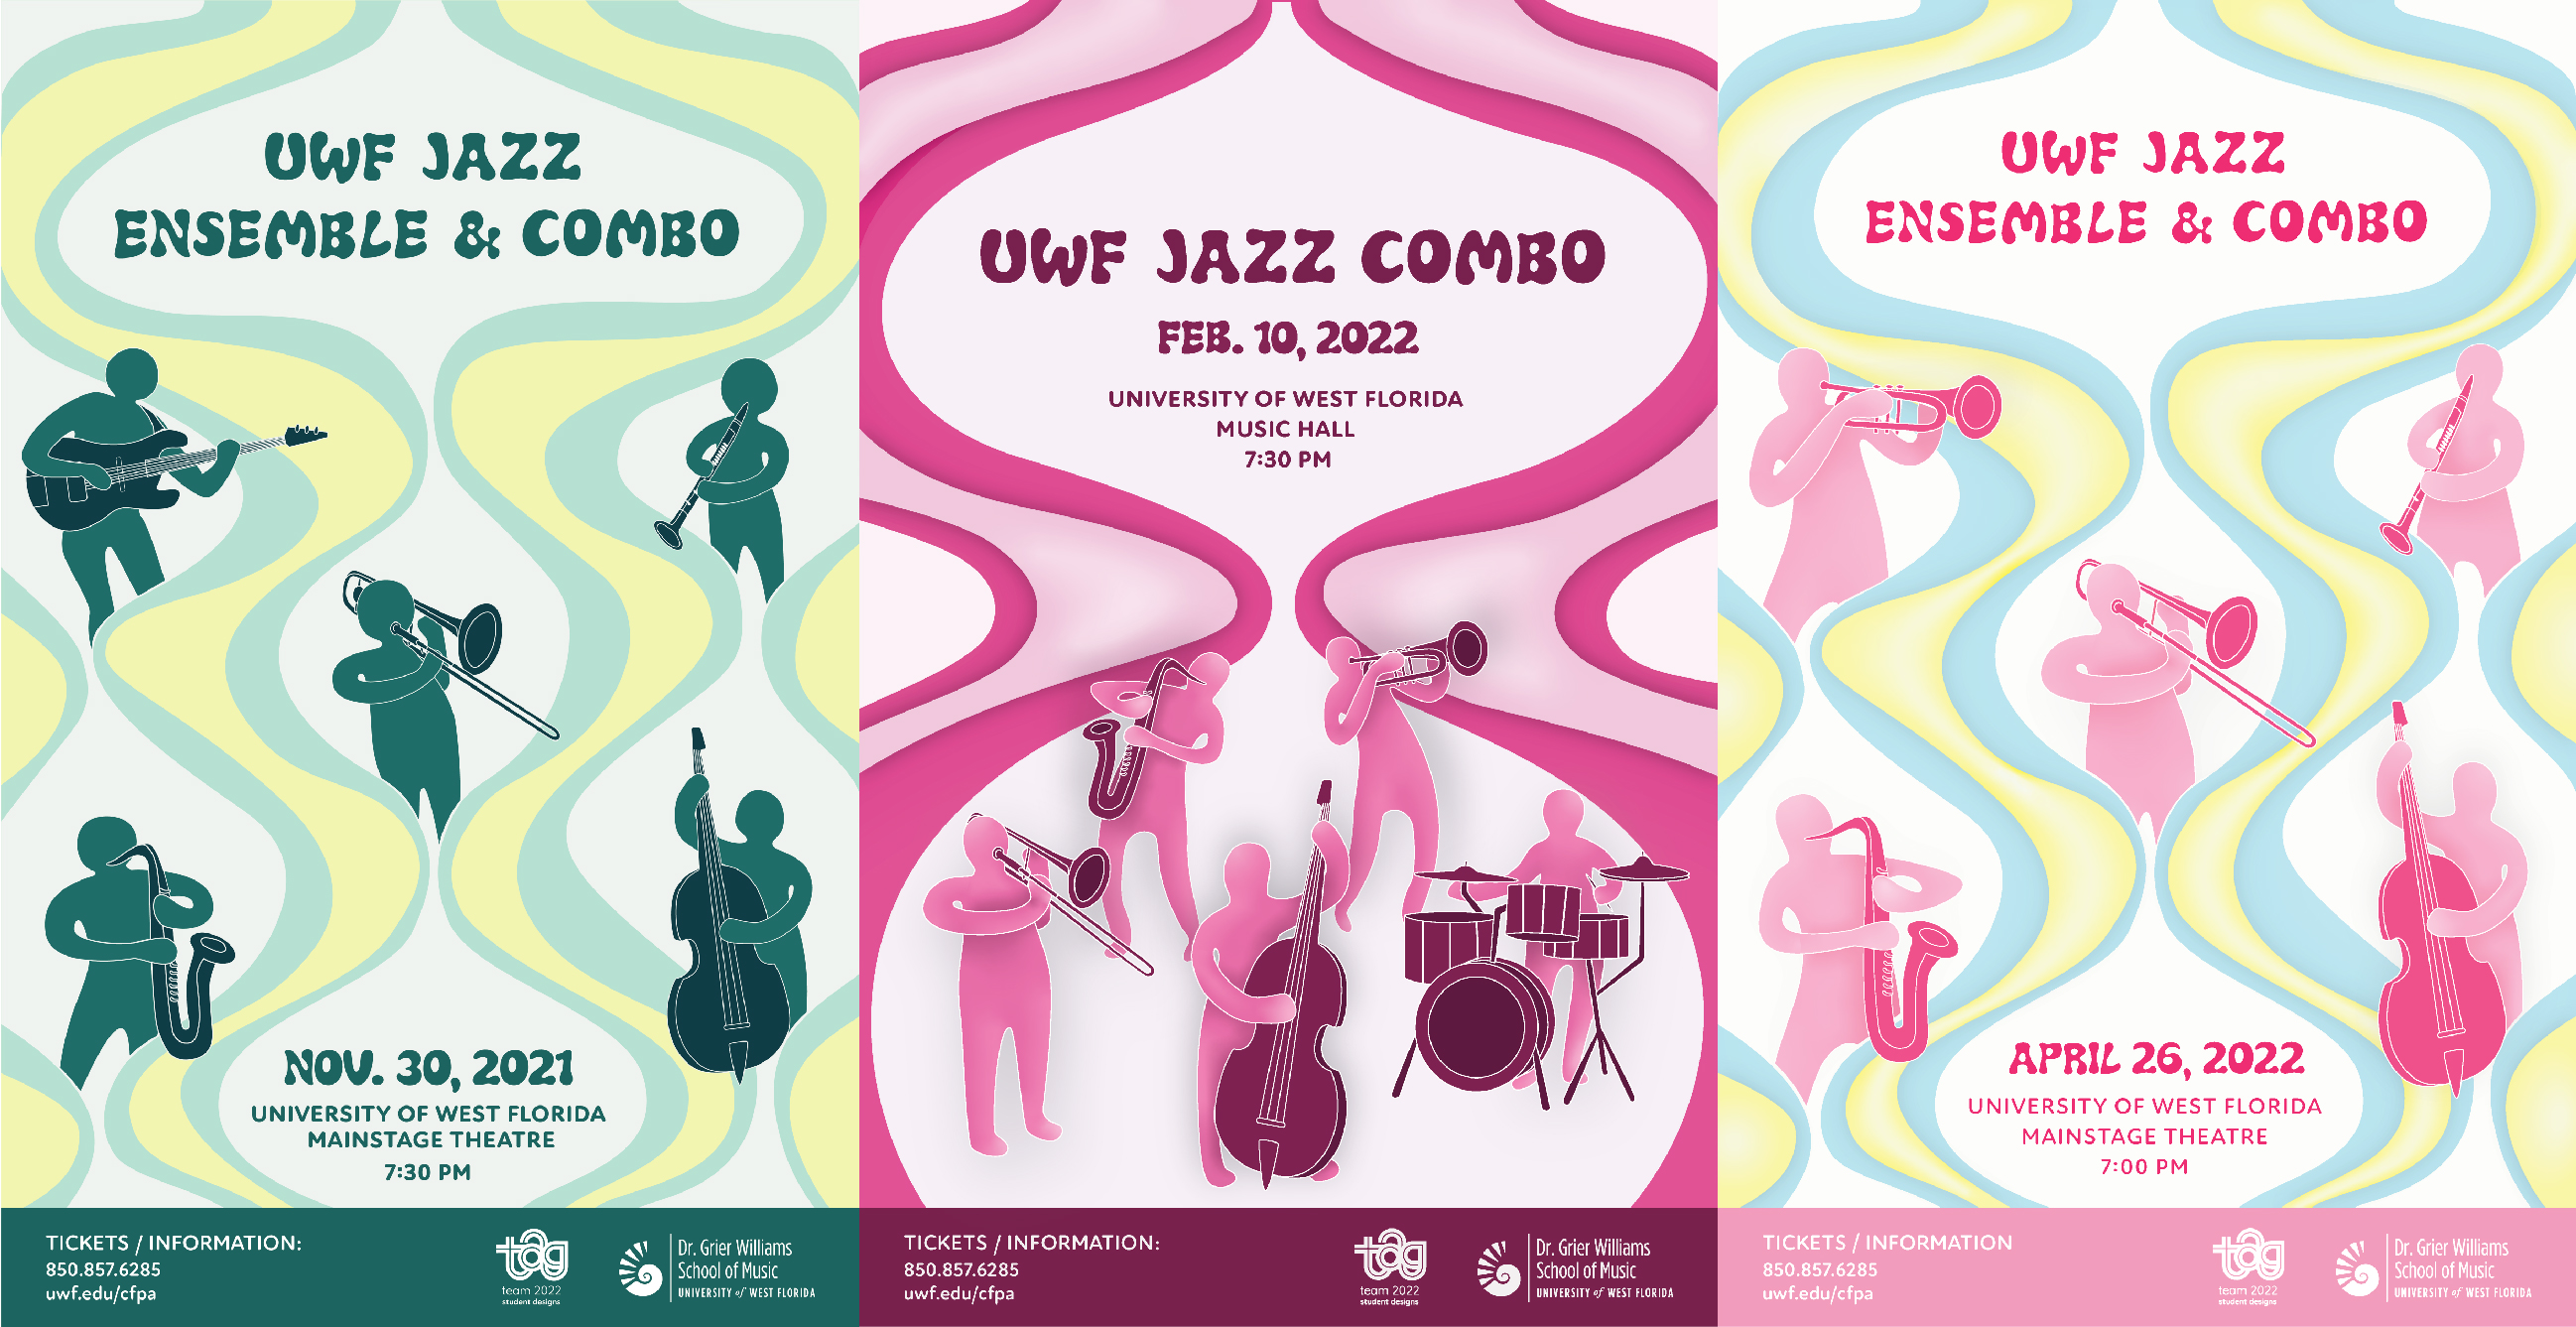 UWF JAZZ
ENSEMBLE & COMBO
NOV. 30, 2021
UNIVERSITY OF WEST FLORIDA
MAINSTAGE THEATRE
7:30 PM
TICKETS / INFORMATION:
850.857.6285
uwf.edu/cfpa
tag
team 2022
student designs
Dr. Grier Williams
School of Music
UNIVERSITY of WEST FLORIDA
UWF JAZZ COMBO
FEB. 10, 2022
UNIVERSITY OF WEST FLORIDA
MUSIC HALL
7:30 PM
TICKETS / INFORMATION:
850.857.6285
uwf.edu/cfpa
tag
team 2022
student designs
Dr. Grier Williams
School of Music
UNIVERSITY of WEST FLORIDA
UWF JAZZ
ENSEMBLE & COMBO
APRIL 26, 2022
UNIVERSITY OF WEST FLORIDA
MAINSTAGE THEATRE
7:00 PM
TICKETS / INFORMATION
850.857.6285
uwf.edu/cfpa
tag
team 2022
student designs
Dr. Grier Williams
School of Music
UNIVERSITY of WEST FLORIDA